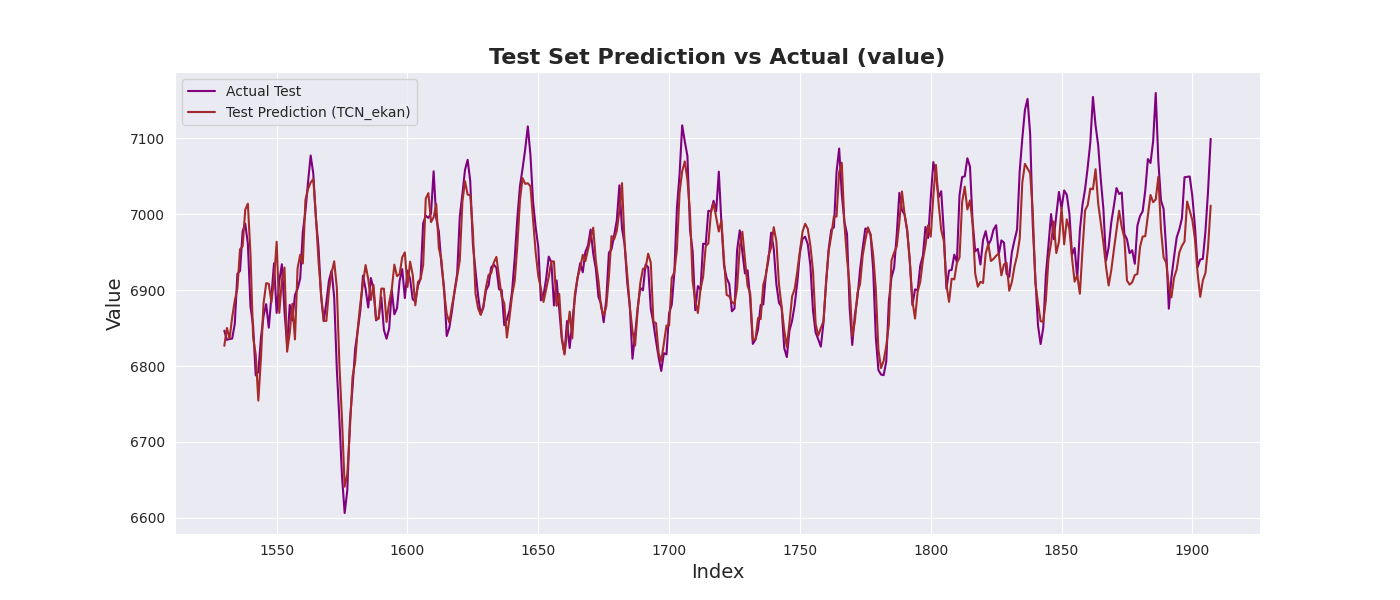 Test Set Prediction vs Actual (value)
Actual Test
Test Prediction (TCN_ekan)
Value
7100
7000
6900
6800
6700
6600
1550
1600
1650
1700
1750
1800
1850
1900
Index